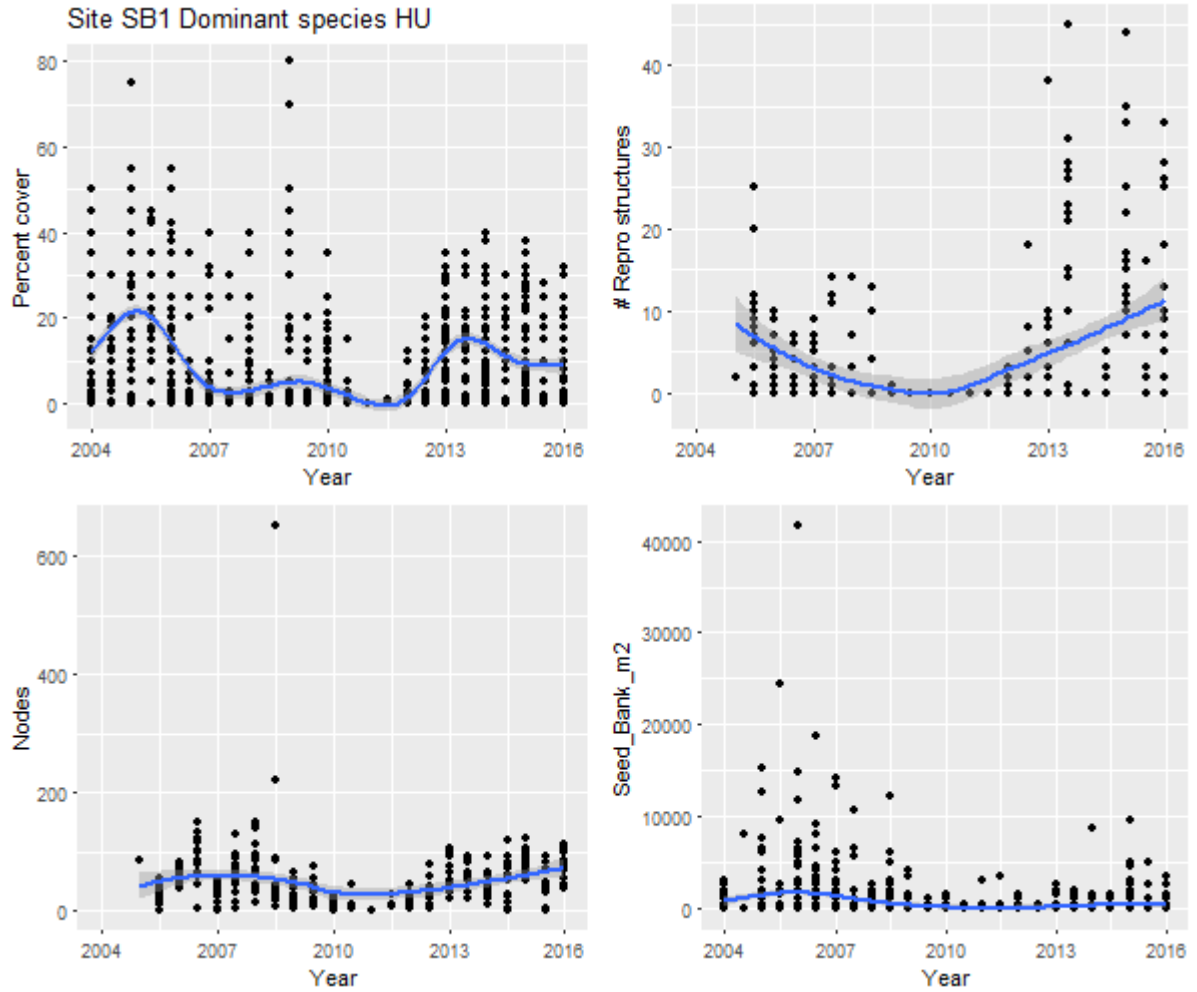 Site SB1 Dominant species HU
Percent cover
80
60
40
20
0
2004 2007 2010 2013 2016
Year
# Repro structures
40
30
20
10
0
2004 2007 2010 2013 2016
Year
Nodes
600
400
200
0
2004 2007 2010 2013 2016
Year
Seed_Bank_m2
40000
30000
20000
10000
0
2004 2007 2010 2013 2016
Year